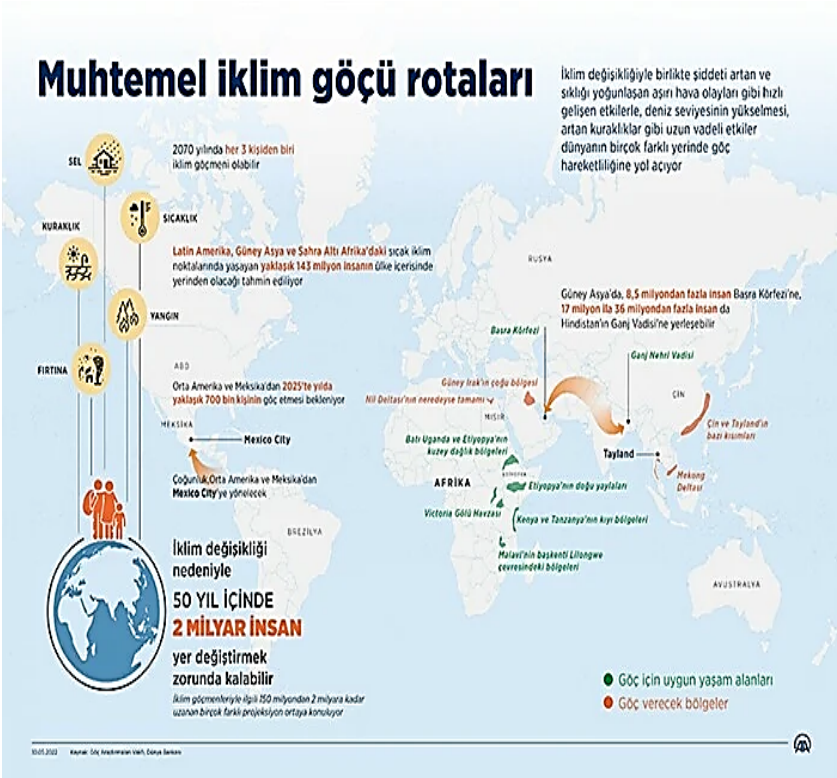 Muhtemel iklim göçü rotaları
İklim değişikliğiyle birlikte şiddeti artan ve
sıklığı yoğunlaşan aşırı hava olayları gibi hızlı
gelişen etkilerle, deniz seviyesinin yükselmesi,
artan kuraklıklar gibi uzun vadeli etkiler
dünyanın birçok farklı yerinde göç
hareketliliğine yol açıyor
SEL
2070 yılında her 3 kişiden biri
iklim göçmeni olabilir
SICAKLIK
KURAKLIK
Latin Amerika, Güney Asya ve Sahra Altı Afrika'daki sıcak iklim
noktalarında yaşayan yaklaşık 143 milyon insanın ülke içerisinde
yerinden olacağı tahmin ediliyor
YANGIN
FIRTINA
ABD
Orta Amerika ve Meksika'dan 2025'te yılda
yaklaşık 700 bin kişinin göç etmesi bekleniyor
MEKSİKA
Mexico City
Çoğunluk,Orta Amerika ve Meksika'dan
Mexico City'ye yönelecek
BREZİLYA
RUSYA
Güney Asya'da, 8,5 milyondan fazla insan Basra Körfezi'ne,
17 milyon ila 36 milyondan fazla insan da
Hindistan'ın Ganj Vadisi'ne yerleşebilir
Basra Körfezi
Ganj Nehri Vadisi
Güney Irak'ın çoğu bölgesi
Nil Deltası'nın neredeyse tamamı
MISIR
ÇİN
Çin ve Tayland'ın
bazı kısımları
Batı Uganda ve Etiyopya'nın
kuzey dağlık bölgeleri
Tayland
Mekong
Deltası
AFRİKA
Etiyopya'nın doğu yaylaları
Victoria Gölü Havzası
Kenya ve Tanzanya'nın kıyı bölgeleri
Malavi'nin başkenti Lilongwe
çevresindeki bölgeleri
AVUSTRALYA
İklim değişikliği
nedeniyle
50 YIL İÇİNDE
2 MİLYAR İNSAN
yer değiştirmek
zorunda kalabilir
İklim göçmenleriyle ilgili 150 milyondan 2 milyara kadar
uzanan birçok farklı projeksiyon ortaya konuluyor
Göç için uygun yaşam alanları
Göç verecek bölgeler
10.05.2022 Kaynak: Göç Araştırmaları Vakfı, Dünya Bankası
AA